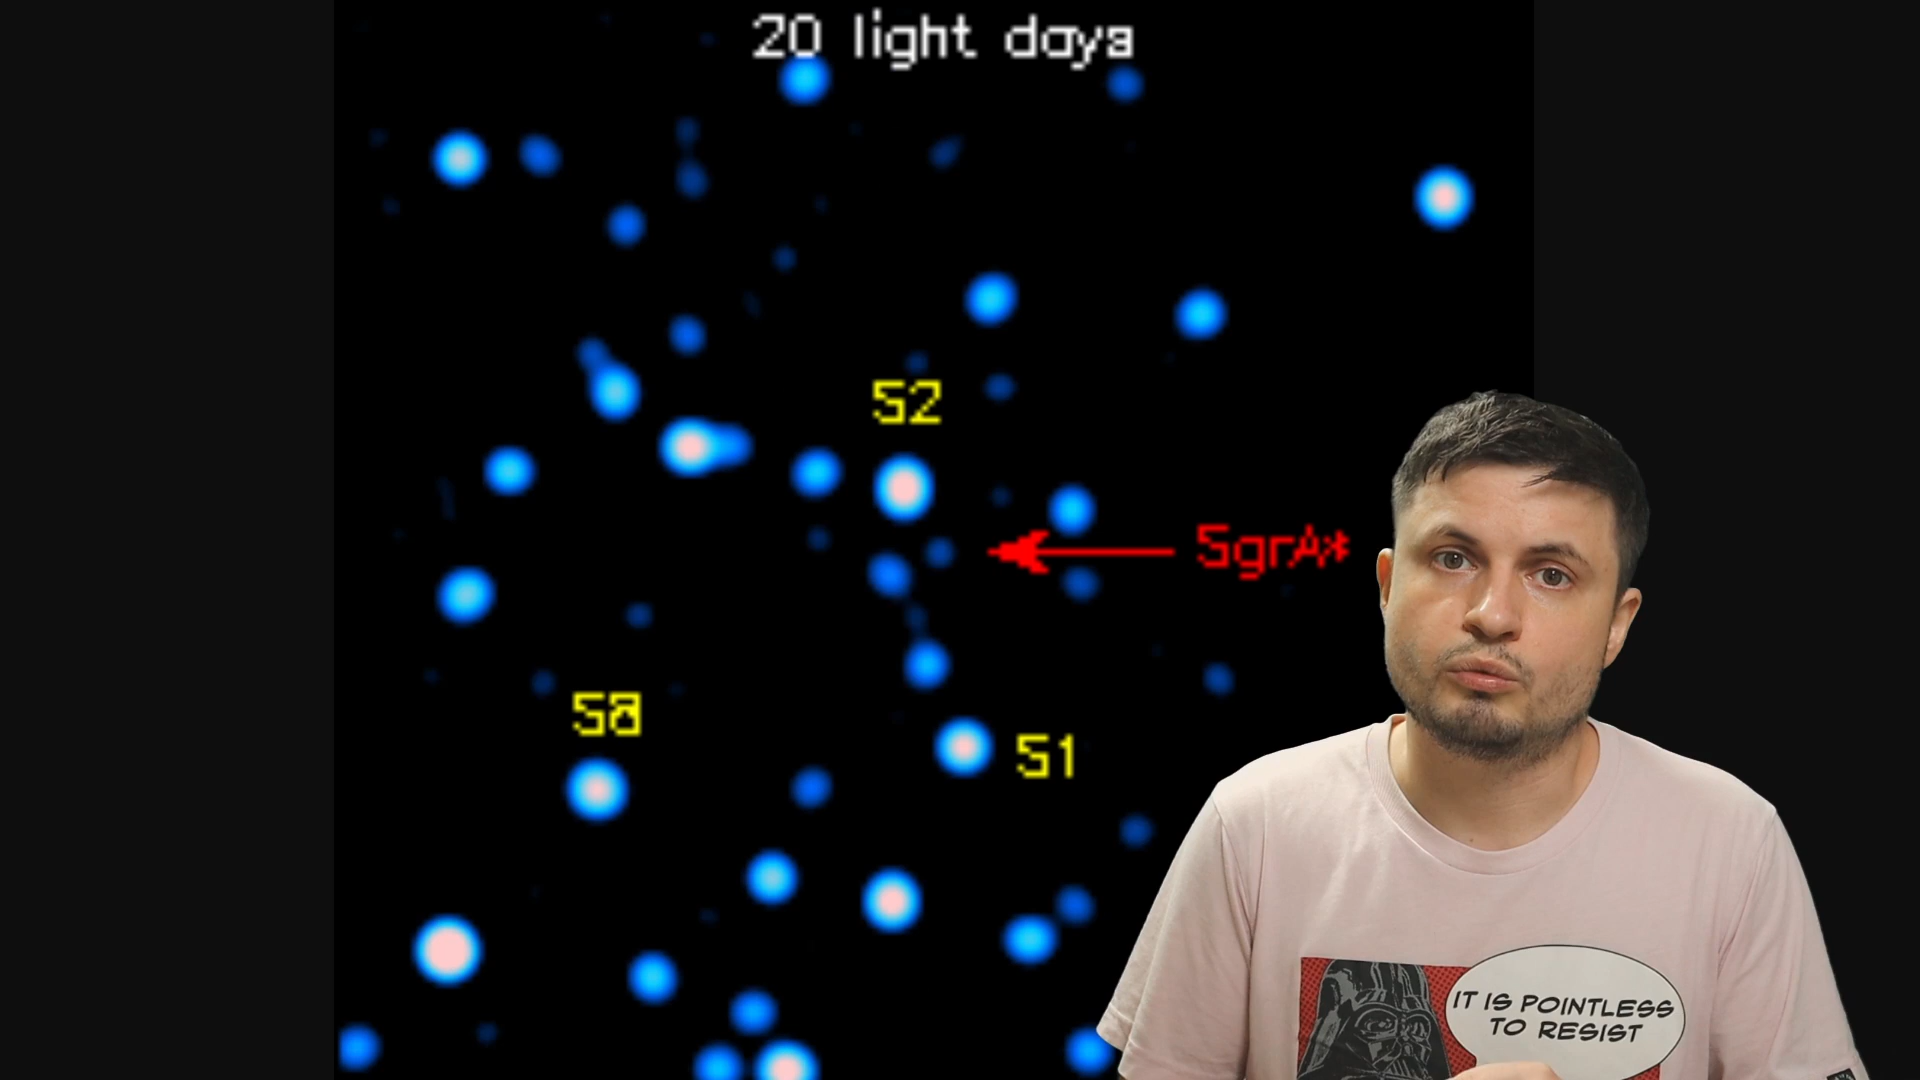 20 light days
S2
SgrA*
S8
S1
IT IS POINTLESS
TO RESIST